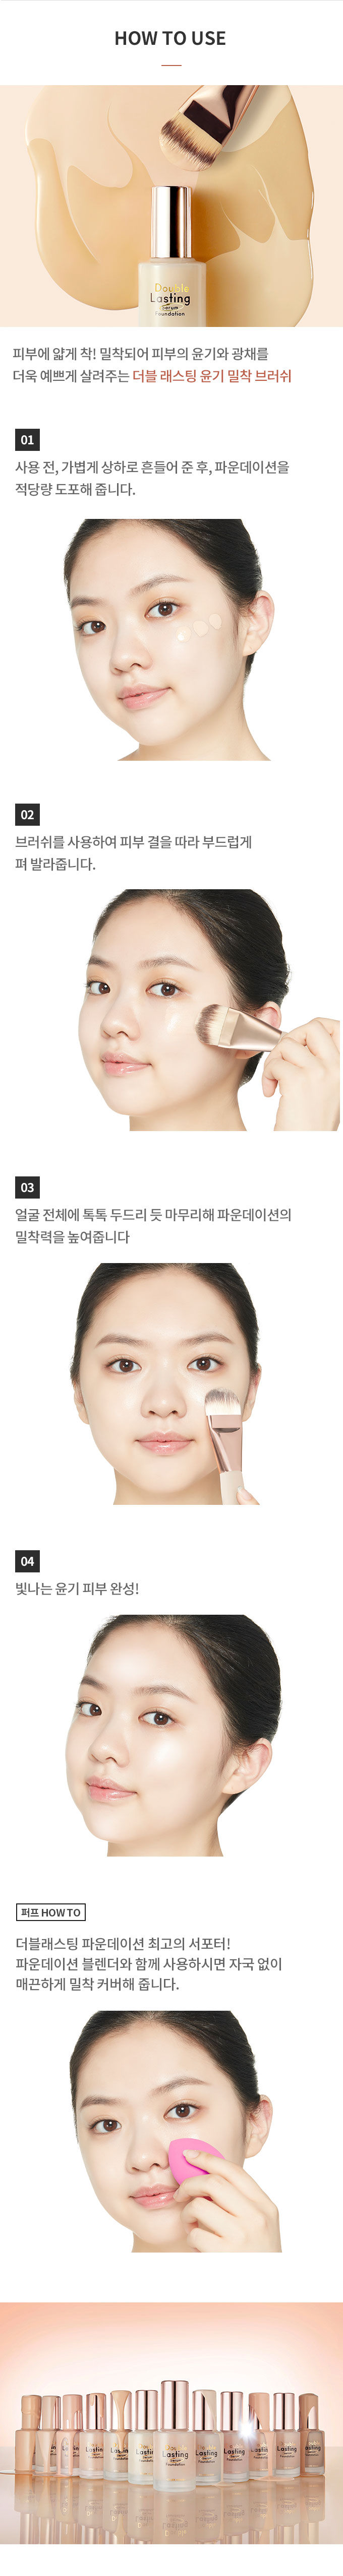 HOW TO USE
Double
Lasting
Serum
Foundation
피부에 얇게 착! 밀착되어 피부의 윤기와 광채를
더욱 예쁘게 살려주는 더블 래스팅 윤기 밀착 브러쉬
01
사용 전, 가볍게 상하로 흔들어 준 후, 파운데이션을
적당량 도포해 줍니다.
02
브러쉬를 사용하여 피부 결을 따라 부드럽게
펴 발라줍니다.
03
얼굴 전체에 톡톡 두드리 듯 마무리해 파운데이션의
밀착력을 높여줍니다
04
빛나는 윤기 피부 완성!
퍼프 HOW TO
더블래스팅 파운데이션 최고의 서포터!
파운데이션 블렌더와 함께 사용하시면 자국 없이
매끈하게 밀착 커버해 줍니다.
Double
Lasting
Serum
Foundation